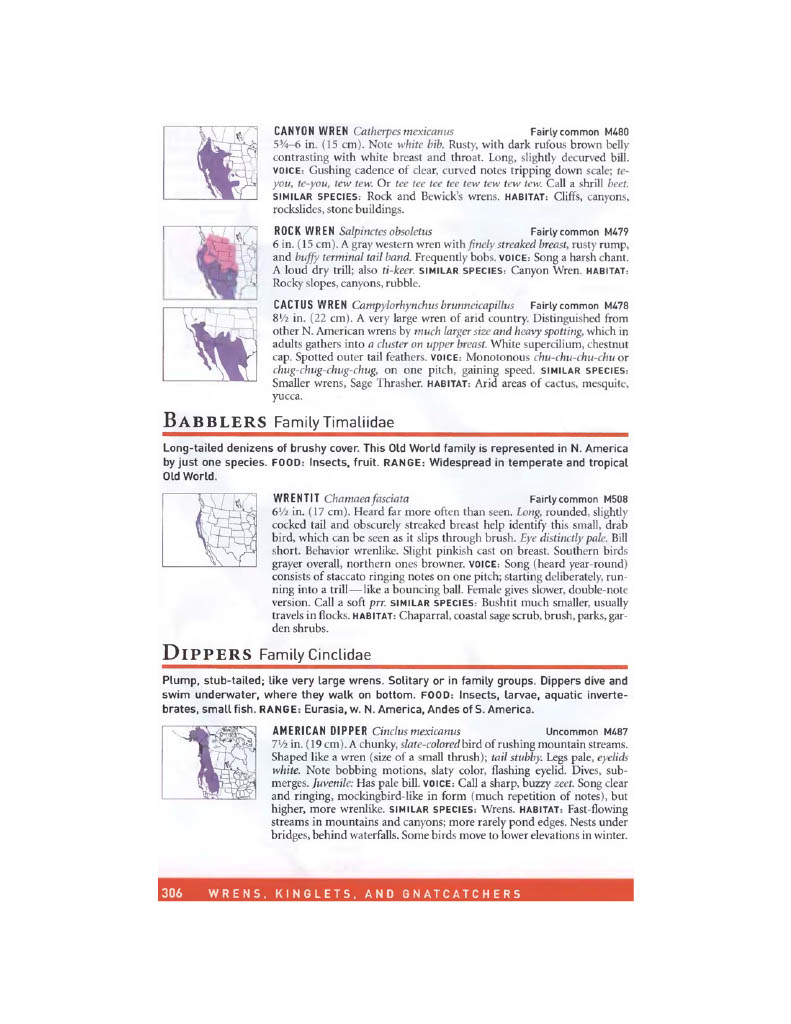 CANYON WREN Catherpes mexicanus Fairly common M480
5¾–6 in. (15 cm). Note white bib. Rusty, with dark rufous brown belly
contrasting with white breast and throat. Long, slightly decurved bill.
VOICE: Gushing cadence of clear, curved notes tripping down scale; te-
you, te-you, tew tew. Or tee tee tee tee tew tew tew tew. Call a shrill beet.
SIMILAR SPECIES: Rock and Bewick's wrens. HABITAT: Cliffs, canyons,
rockslides, stone buildings.
ROCK WREN Salpinctes obsoletus Fairly common M479
6 in. (15 cm). A gray western wren with finely streaked breast, rusty rump,
and buffy terminal tail band. Frequently bobs. VOICE: Song a harsh chant.
A loud dry trill; also ti-keer. SIMILAR SPECIES: Canyon Wren. HABITAT:
Rocky slopes, canyons, rubble.
CACTUS WREN Campylorhynchus brunneicapillus Fairly common M478
8½ in. (22 cm). A very large wren of arid country. Distinguished from
other N. American wrens by much larger size and heavy spotting, which in
adults gathers into a cluster on upper breast. White supercilium, chestnut
cap. Spotted outer tail feathers. VOICE: Monotonous chu-chu-chu-chu or
chug-chug-chug-chug, on one pitch, gaining speed. SIMILAR SPECIES:
Smaller wrens, Sage Thrasher. HABITAT: Arid areas of cactus, mesquite,
yucca.
BABBLERS Family Timaliidae
Long-tailed denizens of brushy cover. This Old World family is represented in N. America
by just one species. FOOD: Insects, fruit. RANGE: Widespread in temperate and tropical
Old World.
WRENTIT Chamaea fasciata Fairly common M508
6½ in. (17 cm). Heard far more often than seen. Long, rounded, slightly
cocked tail and obscurely streaked breast help identify this small, drab
bird, which can be seen as it slips through brush. Eye distinctly pale. Bill
short. Behavior wrenlike. Slight pinkish cast on breast. Southern birds
grayer overall, northern ones browner. VOICE: Song (heard year-round)
consists of staccato ringing notes on one pitch; starting deliberately, run-
ning into a trill—like a bouncing ball. Female gives slower, double-note
version. Call a soft prr. SIMILAR SPECIES: Bushtit much smaller, usually
travels in flocks. HABITAT: Chaparral, coastal sage scrub, brush, parks, gar-
den shrubs.
DIPPERS Family Cinclidae
Plump, stub-tailed; like very large wrens. Solitary or in family groups. Dippers dive and
swim underwater, where they walk on bottom. FOOD: Insects, larvae, aquatic inverte-
brates, small fish. RANGE: Eurasia, w. N. America, Andes of S. America.
AMERICAN DIPPER Cinclus mexicanus Uncommon M487
7½ in. (19 cm). A chunky, slate-colored bird of rushing mountain streams.
Shaped like a wren (size of a small thrush); tail stubby. Legs pale, eyelids
white. Note bobbing motions, slaty color, flashing eyelid. Dives, sub-
merges. Juvenile: Has pale bill. VOICE: Call a sharp, buzzy zeet. Song clear
and ringing, mockingbird-like in form (much repetition of notes), but
higher, more wrenlike. SIMILAR SPECIES: Wrens. HABITAT: Fast-flowing
streams in mountains and canyons; more rarely pond edges. Nests under
bridges, behind waterfalls. Some birds move to lower elevations in winter.
306 WRENS, KINGLETS, AND GNATCATCHERS